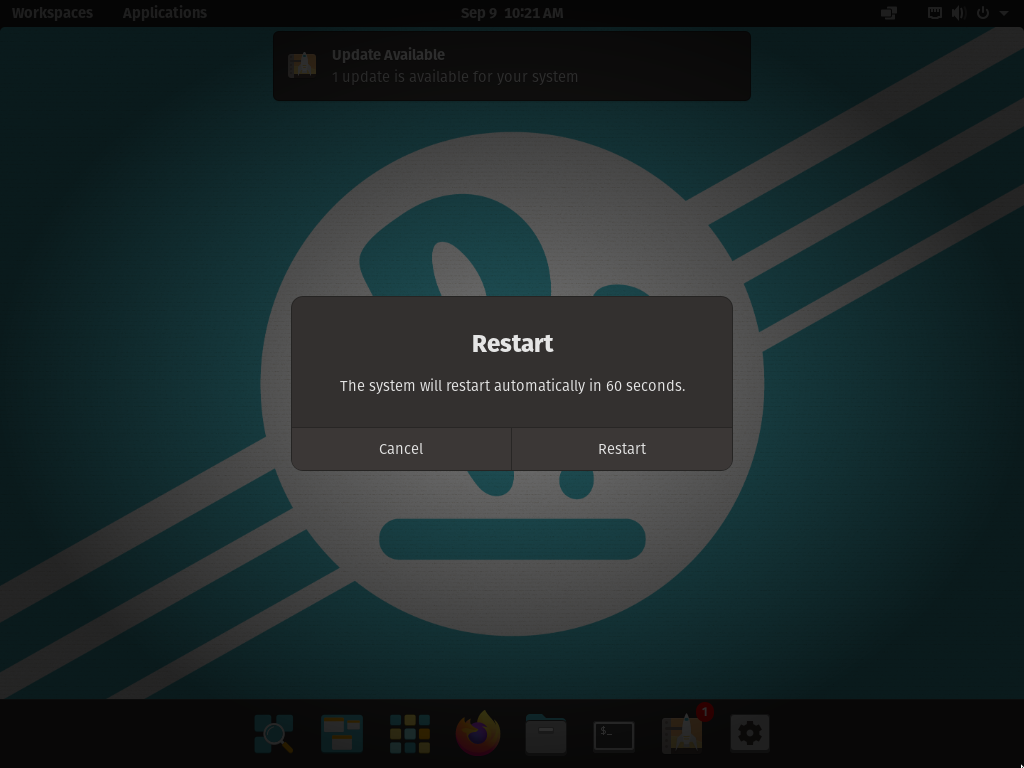 Workspaces Applications Sep 9 10:21 AM
Update Available
1 update is available for your system
Restart
The system will restart automatically in 60 seconds.
Cancel Restart
$_
1